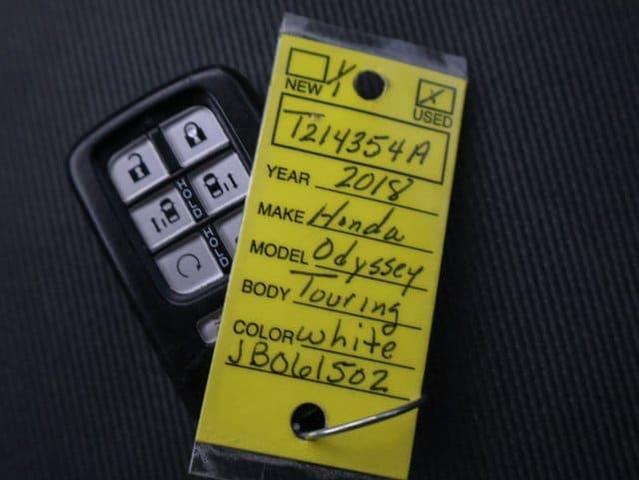 NEW X USED
T214354A
YEAR 2018
MAKE Honda
MODEL Odyssey
BODY Touring
COLOR white
JB061502
HOLD
HOLD